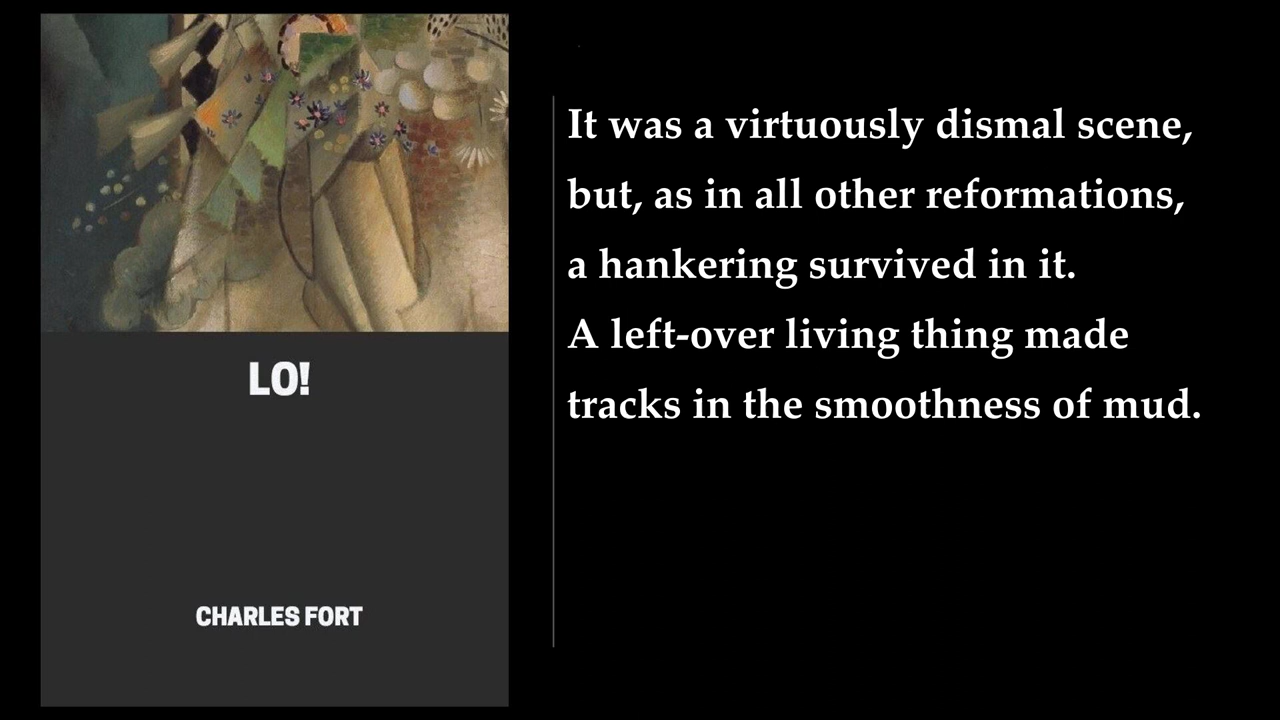 LO!
CHARLES FORT
It was a virtuously dismal scene,
but, as in all other reformations,
a hankering survived in it.
A left-over living thing made
tracks in the smoothness of mud.